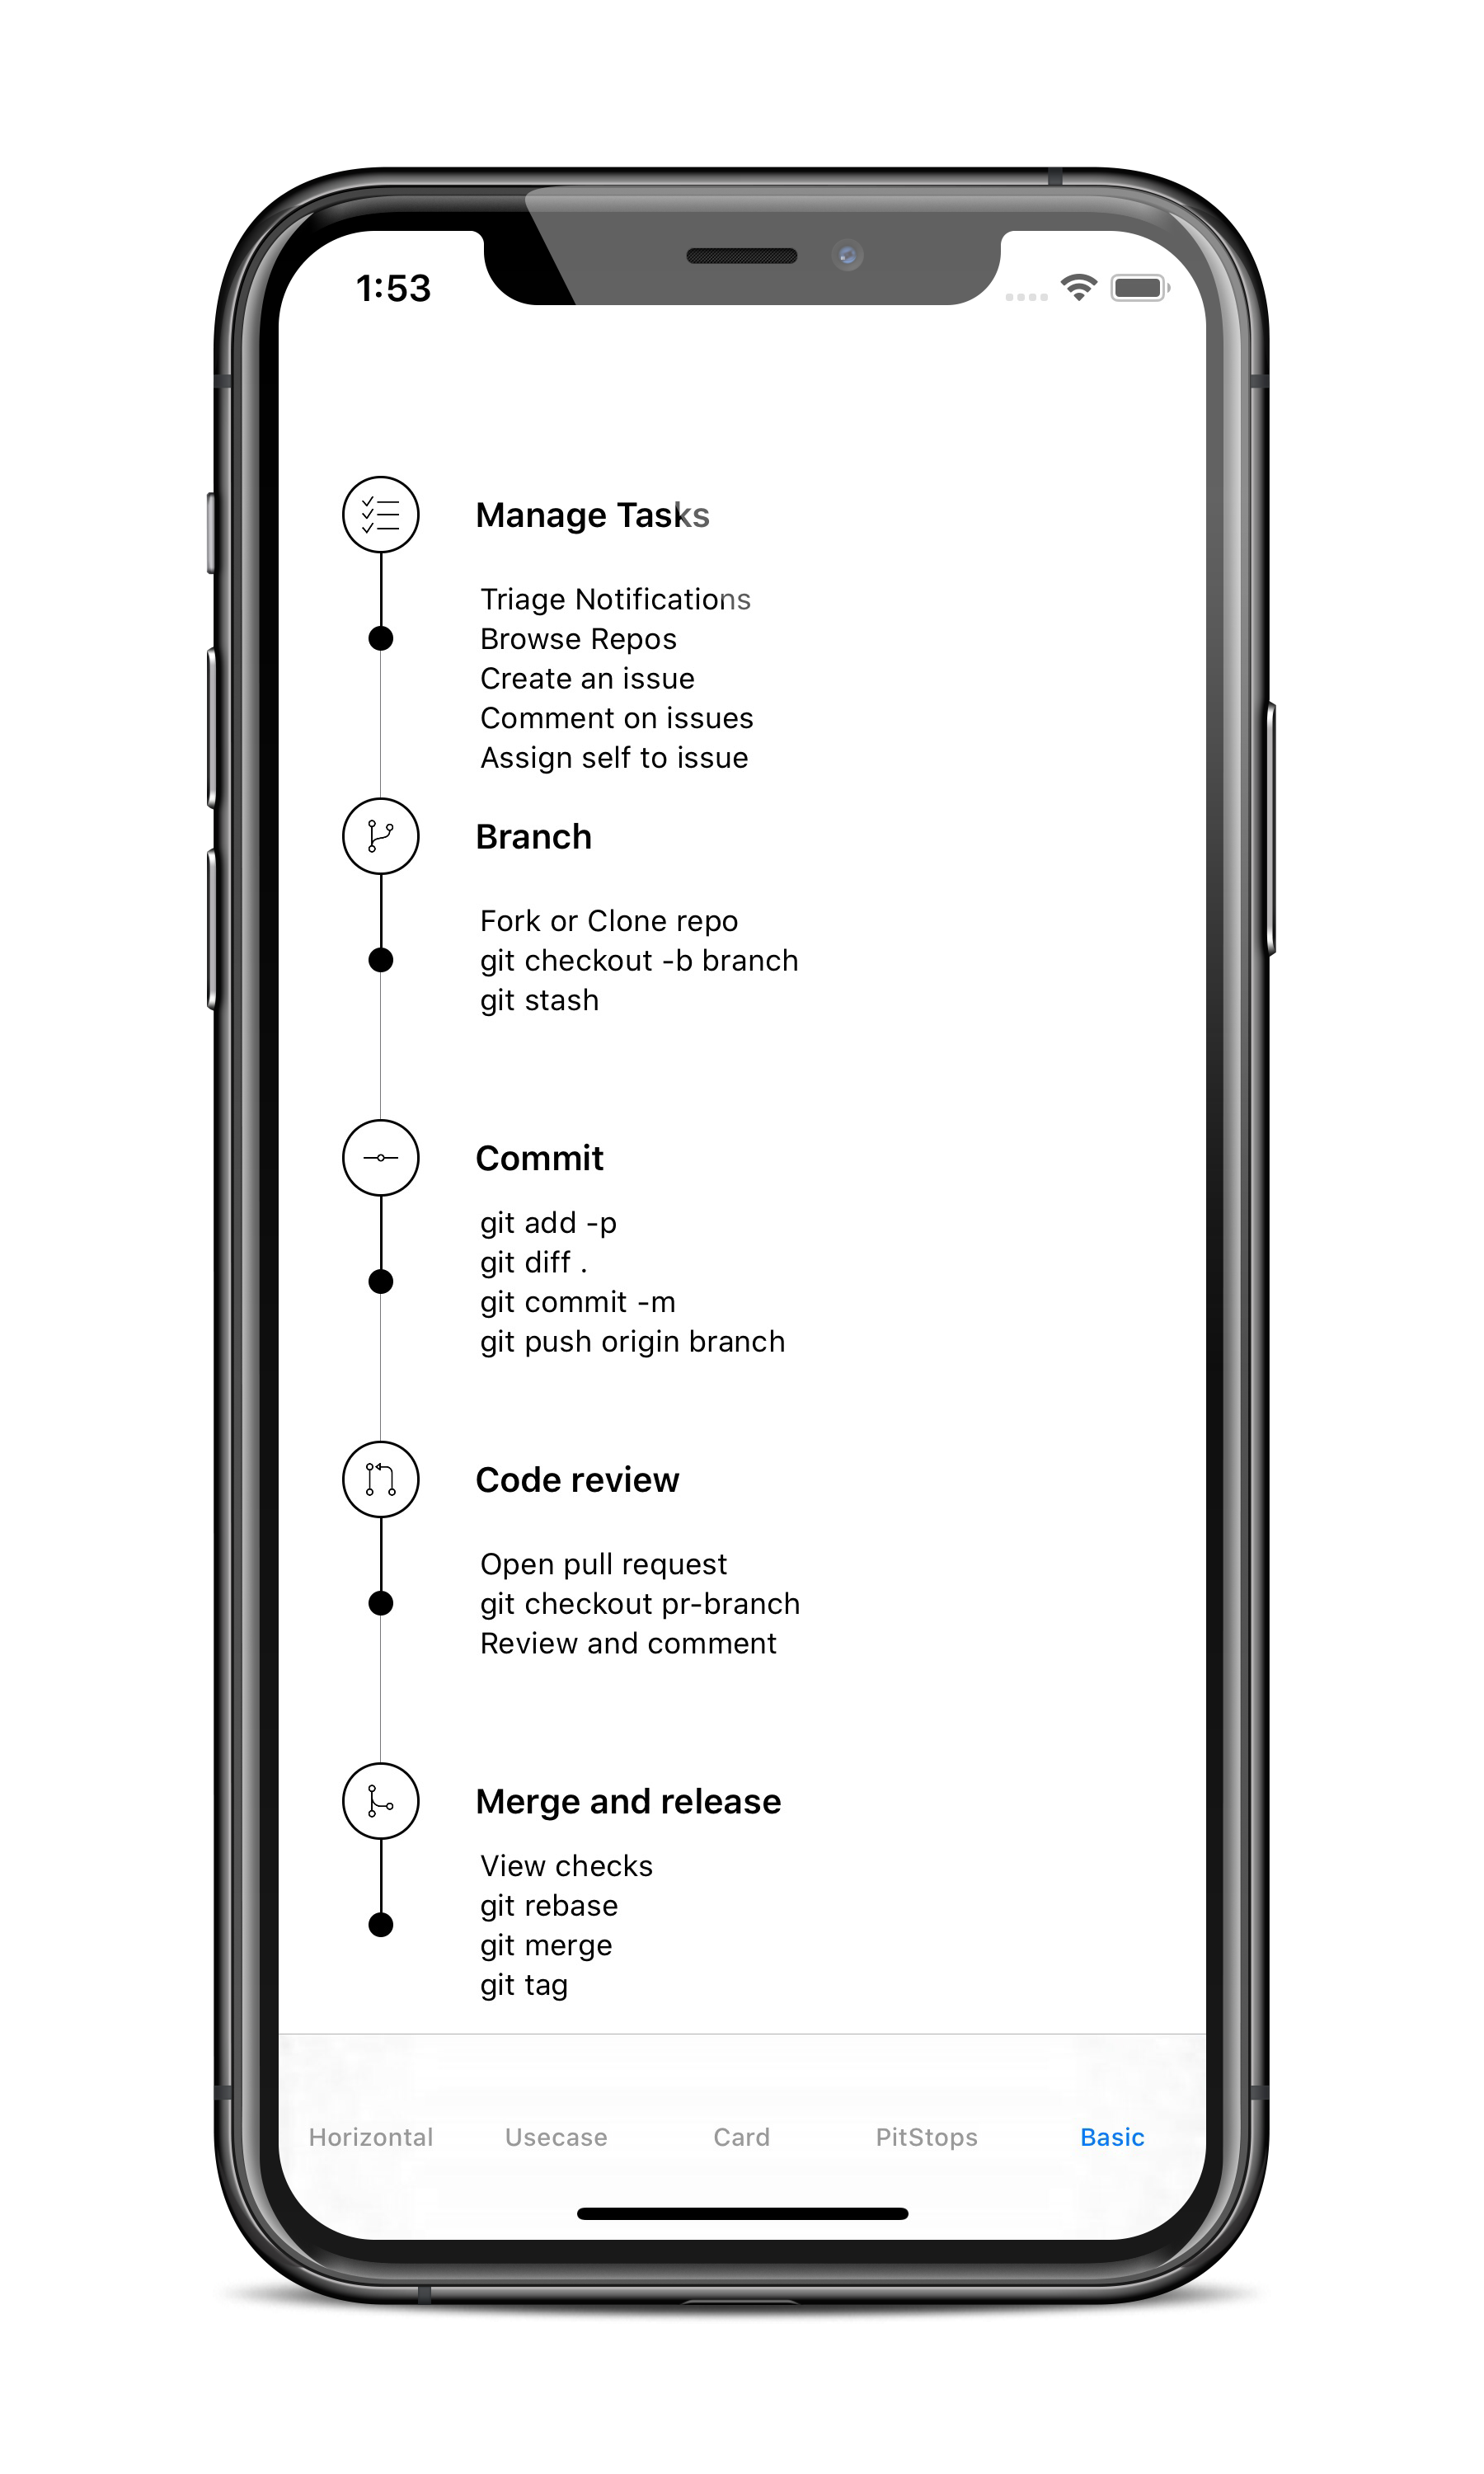 1:53
Manage Tasks
Triage Notifications
Browse Repos
Create an issue
Comment on issues
Assign self to issue
Branch
Fork or Clone repo
git checkout -b branch
git stash
Commit
git add -p
git diff .
git commit -m
git push origin branch
Code review
Open pull request
git checkout pr-branch
Review and comment
Merge and release
View checks
git rebase
git merge
git tag
Horizontal Usecase Card PitStops Basic